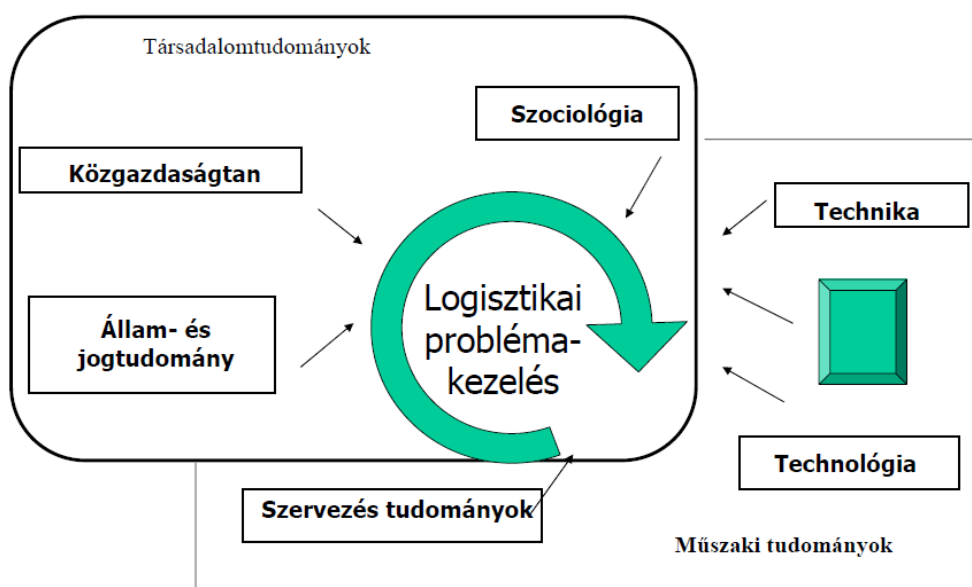 Társadalomtudományok
Szociológia
Közgazdaságtan
Technika
Logisztikai
probléma-
kezelés
Állam- és
jogtudomány
Technológia
Szervezés tudományok
Műszaki tudományok